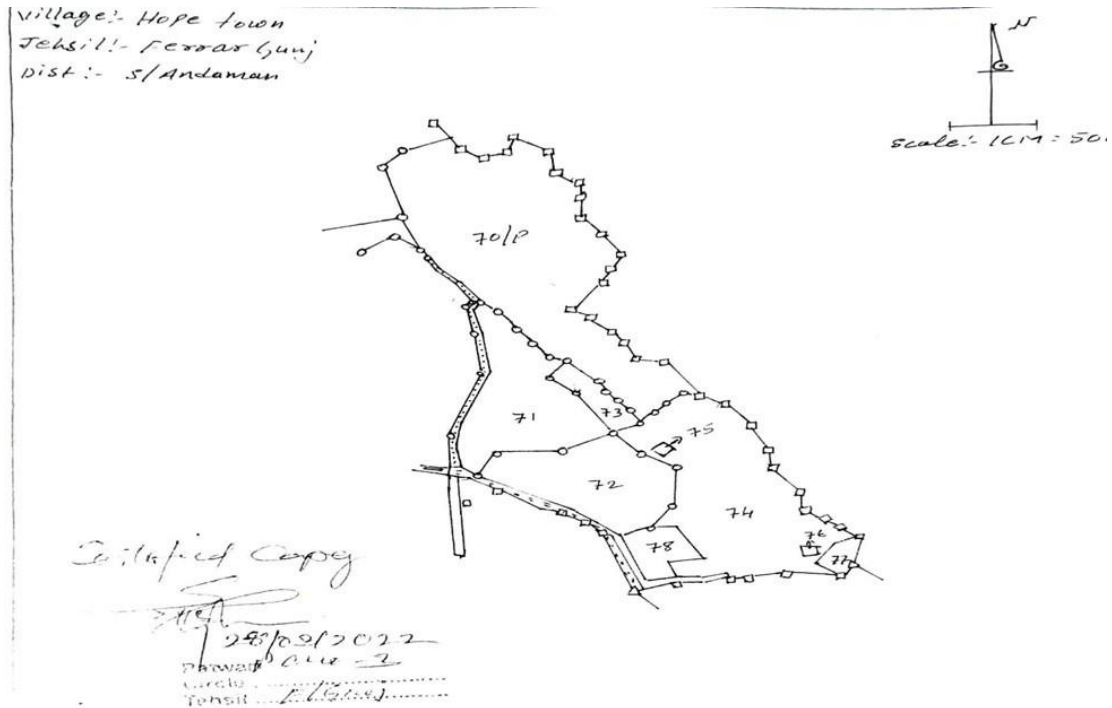 Village:- Hope town
Tehsil:- Ferrar Gunj
Dist:- S/Andaman
N
Scale:- 1CM = 50
70/P
71
73
75
72
74
76
78
77
Copy
28/02/2022
Patwari
Circle
Tehsil